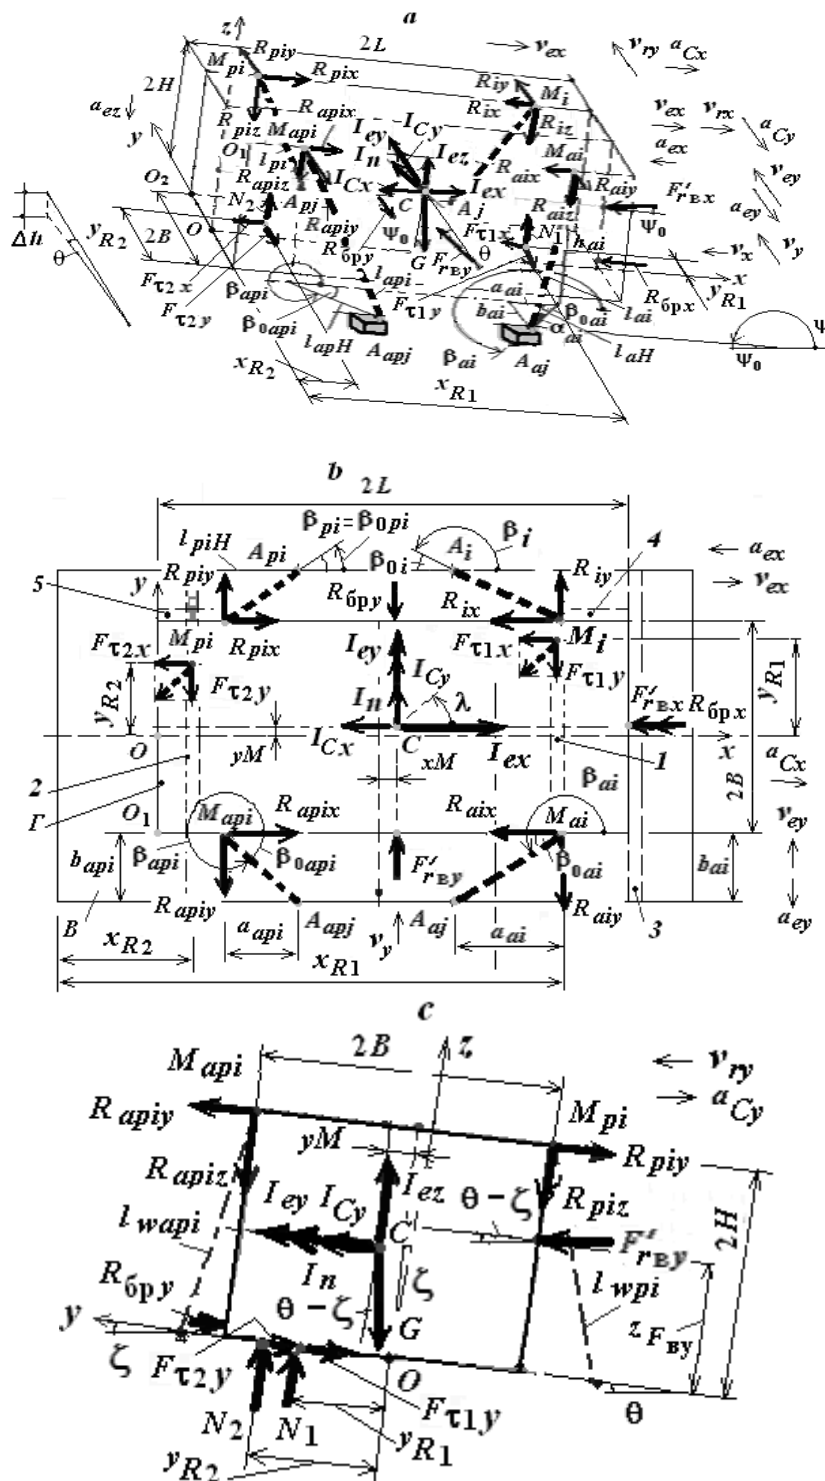 a
z
2L
v_ex
v_ry
a_Cx
R_piy
M_pi
R_pix
R_iy
M_i
R_ix
R_iz
2H
a_ez
y
R_piz
R_apix
M_api
I_ey
I_Cy
I_n
I_ez
v_ex
v_rx
a_Cy
a_ex
O_1
l_pi
R_aix
M_ai
R_aiy
F'_rвx
v_ey
a_ey
O_2
R_apiz
A_pj
I_Cx
C
I_ex
A_j
R_aiz
N_2
N_1
O
R_apiy
Ψ_0
G
F_τ1x
h_ai
Ψ_0
v_x
v_y
Δh
θ
y_R2
2B
R_брy
F_rвy
θ
x
F_τ2x
F_τ2y
β_api
l_api
F_τ1y
a_ai
R_брx
y_R1
β_0api
b_ai
β_0ai
l_ai
l_apH
A_apj
β_ai
A_aj
α_ai
l_aH
Ψ_0
Ψ
x_R2
x_R1
b
2L
β_pi=β_0pi
β_i
l_piH
A_pi
β_0i
A_i
4
a_ex
v_ex
5
y
R_piy
R_брy
R_ix
R_iy
M_pi
R_pix
I_ey
F_τ1x
M_i
F_τ2x
F_τ2y
I_Cy
F_τ1y
y_R1
y_R2
I_n
λ
F'_rвx
R_брx
O
yM
I_Cx
C
I_ex
x
a_Cx
2
xM
1
2B
Г
O_1
M_api
R_apix
R_aix
M_ai
β_ai
v_ey
b_api
β_api
β_0api
F'_rвy
β_0ai
b_ai
B
R_apiy
A_apj
A_aj
R_aiy
3
a_ey
x_R2
a_api
v_y
a_ai
x_R1
c
2B
z
v_ry
M_api
a_Cy
R_apiy
yM
M_pi
R_piy
R_apiz
I_ez
R_piz
I_ey
I_Cy
θ−ζ
l_wapi
C
F'_rвy
2H
R_брy
I_n
ζ
l_wpi
y
θ−ζ
G
z_Fвy
ζ
F_τ2y
O
F_τ1y
θ
N_2
N_1
y_R1
y_R2